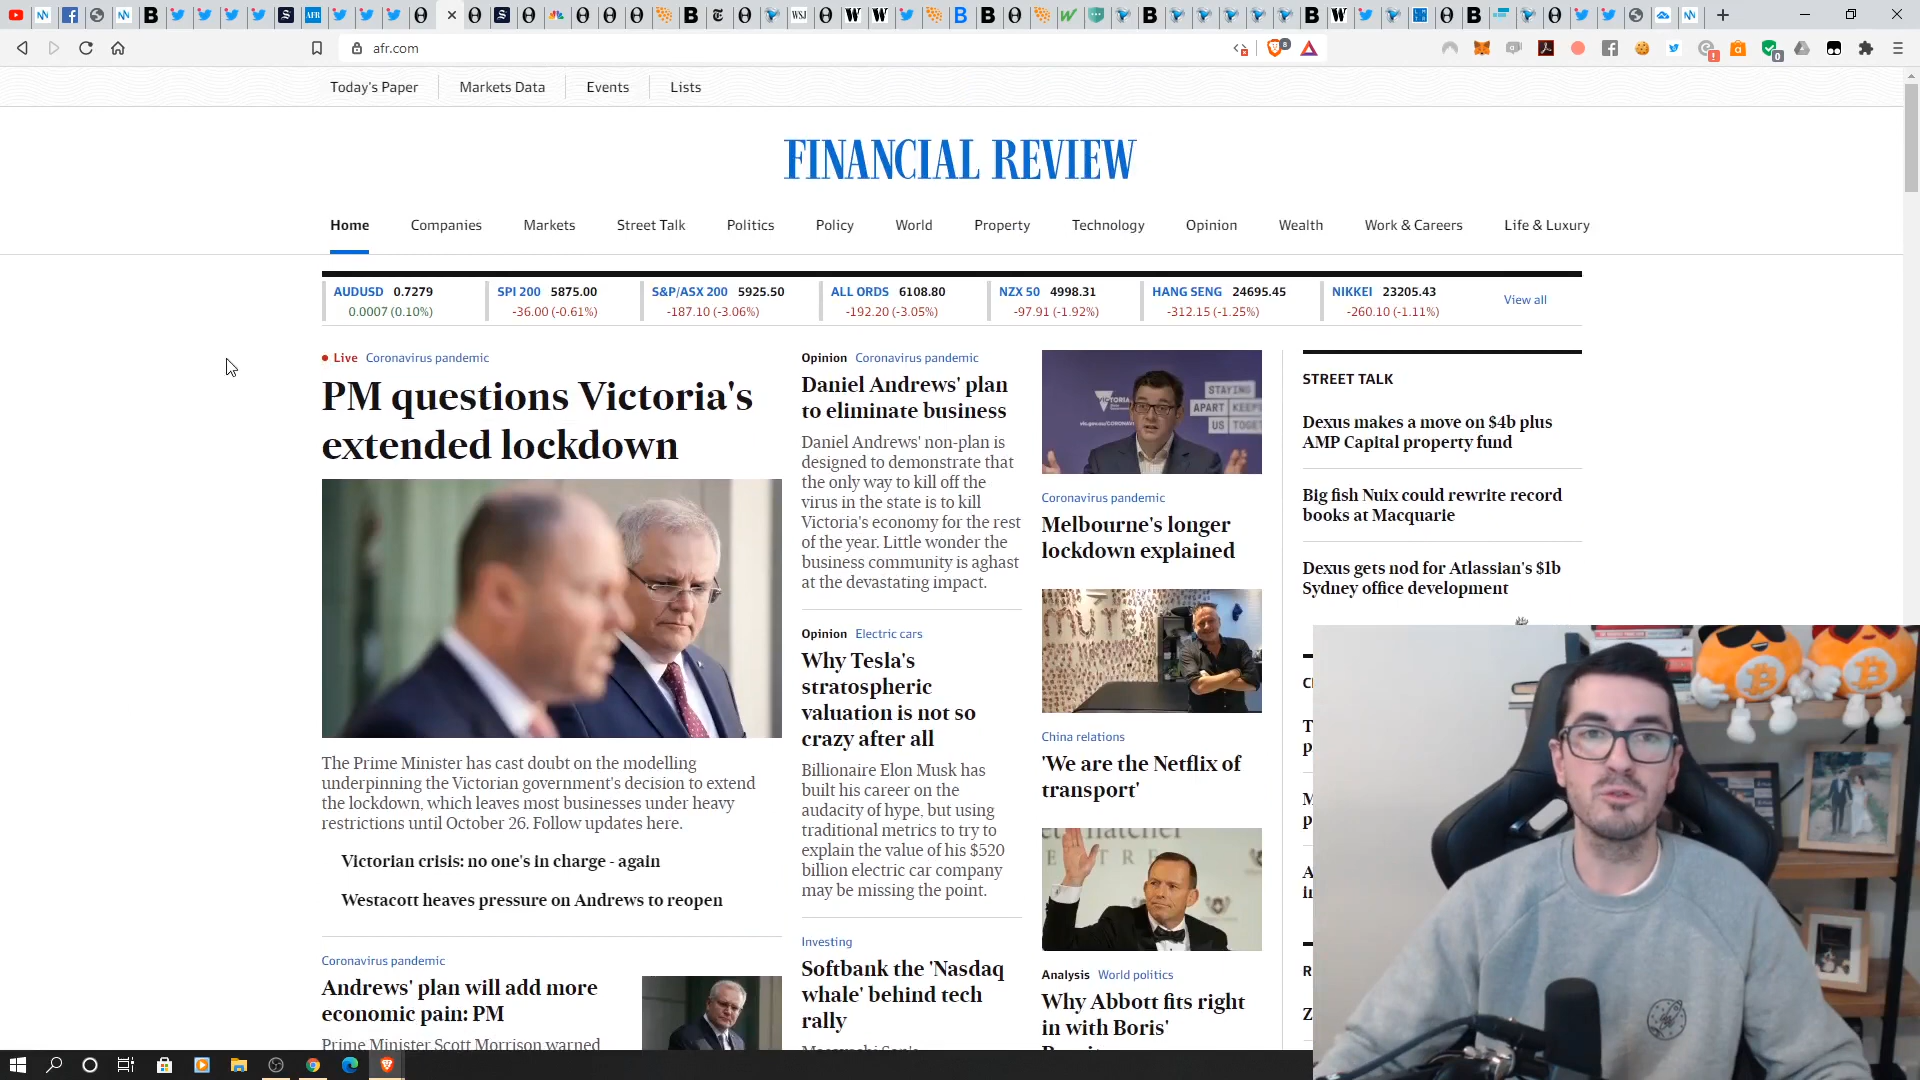 afr.com
Today's Paper
Markets Data
Events
Lists
FINANCIAL REVIEW
Home
Companies
Markets
Street Talk
Politics
Policy
World
Property
Technology
Opinion
Wealth
Work & Careers
Life & Luxury
AUDUSD 0.7279
0.0007 (0.10%)
SPI 200 5875.00
-36.00 (-0.61%)
S&P/ASX 200 5925.50
-187.10 (-3.06%)
ALL ORDS 6108.80
-192.20 (-3.05%)
NZX 50 4998.31
-97.91 (-1.92%)
HANG SENG 24695.45
-312.15 (-1.25%)
NIKKEI 23205.43
-260.10 (-1.11%)
View all
Live Coronavirus pandemic
PM questions Victoria's
extended lockdown
The Prime Minister has cast doubt on the modelling
underpinning the Victorian government's decision to extend
the lockdown, which leaves most businesses under heavy
restrictions until October 26. Follow updates here.
Victorian crisis: no one's in charge - again
Westacott heaves pressure on Andrews to reopen
Coronavirus pandemic
Andrews' plan will add more
economic pain: PM
Prime Minister Scott Morrison warned
Opinion Coronavirus pandemic
Daniel Andrews' plan
to eliminate business
Daniel Andrews' non-plan is
designed to demonstrate that
the only way to kill off the
virus in the state is to kill
Victoria's economy for the rest
of the year. Little wonder the
business community is aghast
at the devastating impact.
Opinion Electric cars
Why Tesla's
stratospheric
valuation is not so
crazy after all
Billionaire Elon Musk has
built his career on the
audacity of hype, but using
traditional metrics to try to
explain the value of his $520
billion electric car company
may be missing the point.
Investing
Softbank the 'Nasdaq
whale' behind tech
rally
VICTORIA
STAYING
APART KEEPS
US TOGE
Coronavirus pandemic
Melbourne's longer
lockdown explained
China relations
'We are the Netflix of
transport'
Analysis World politics
Why Abbott fits right
in with Boris'
STREET TALK
Dexus makes a move on $4b plus
AMP Capital property fund
Big fish Nuix could rewrite record
books at Macquarie
Dexus gets nod for Atlassian's $1b
Sydney office development